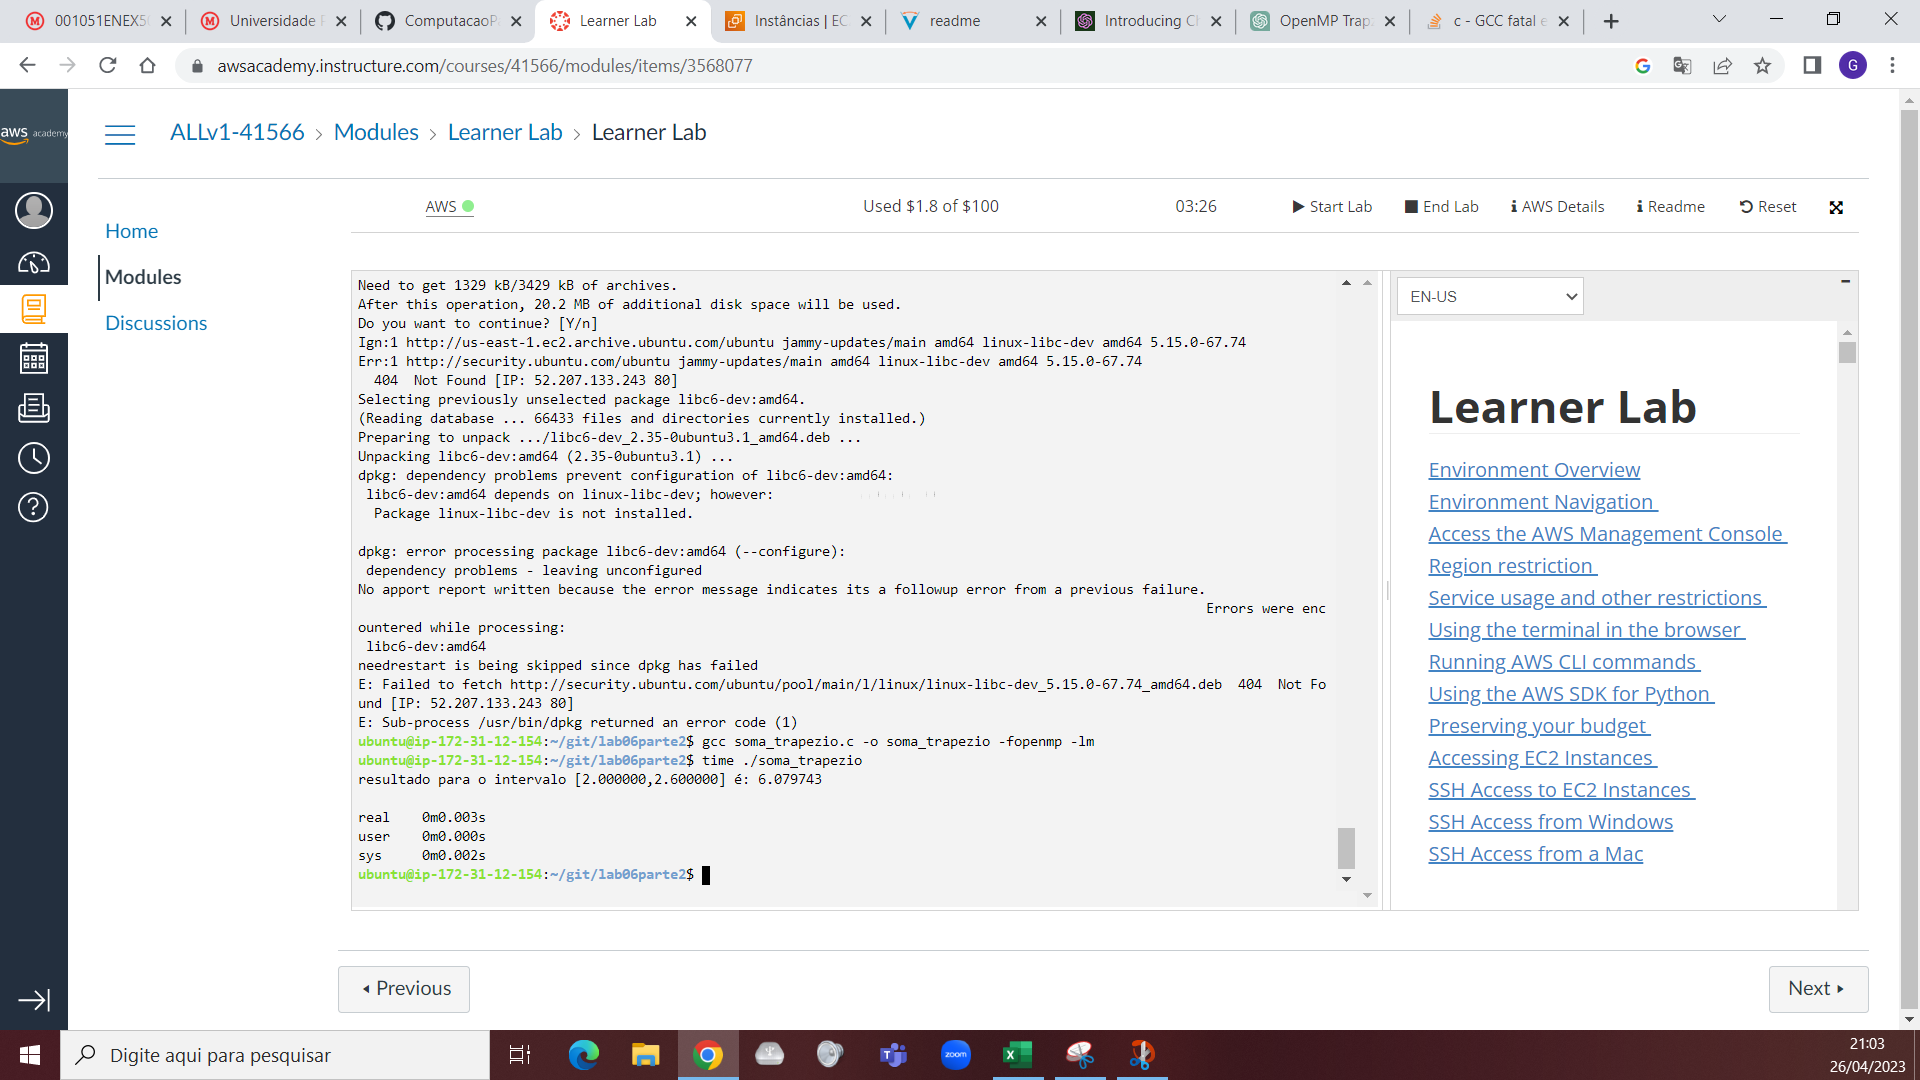 001051ENEX50
Universidade P
ComputacaoPa
Learner Lab
Instâncias | EC
readme
Introducing Ch
OpenMP Trap
c - GCC fatal e
awsacademy.instructure.com/courses/41566/modules/items/3568077
G
aws academy
ALLv1-41566 > Modules > Learner Lab > Learner Lab
AWS
Used $1.8 of $100
03:26
Start Lab
End Lab
AWS Details
Readme
Reset
Home
Modules
Discussions
Need to get 1329 kB/3429 kB of archives.
After this operation, 20.2 MB of additional disk space will be used.
Do you want to continue? [Y/n]
Ign:1 http://us-east-1.ec2.archive.ubuntu.com/ubuntu jammy-updates/main amd64 linux-libc-dev amd64 5.15.0-67.74
Err:1 http://security.ubuntu.com/ubuntu jammy-updates/main amd64 linux-libc-dev amd64 5.15.0-67.74
404  Not Found [IP: 52.207.133.243 80]
Selecting previously unselected package libc6-dev:amd64.
(Reading database ... 66433 files and directories currently installed.)
Preparing to unpack .../libc6-dev_2.35-0ubuntu3.1_amd64.deb ...
Unpacking libc6-dev:amd64 (2.35-0ubuntu3.1) ...
dpkg: dependency problems prevent configuration of libc6-dev:amd64:
libc6-dev:amd64 depends on linux-libc-dev; however:
Package linux-libc-dev is not installed.
dpkg: error processing package libc6-dev:amd64 (--configure):
dependency problems - leaving unconfigured
No apport report written because the error message indicates its a followup error from a previous failure.
Errors were enc
ountered while processing:
libc6-dev:amd64
needrestart is being skipped since dpkg has failed
E: Failed to fetch http://security.ubuntu.com/ubuntu/pool/main/l/linux/linux-libc-dev_5.15.0-67.74_amd64.deb  404  Not Fo
und [IP: 52.207.133.243 80]
E: Sub-process /usr/bin/dpkg returned an error code (1)
ubuntu@ip-172-31-12-154:~/git/lab06parte2$ gcc soma_trapezio.c -o soma_trapezio -fopenmp -lm
ubuntu@ip-172-31-12-154:~/git/lab06parte2$ time ./soma_trapezio
resultado para o intervalo [2.000000,2.600000] é: 6.079743
real    0m0.003s
user    0m0.000s
sys     0m0.002s
ubuntu@ip-172-31-12-154:~/git/lab06parte2$
EN-US
Learner Lab
Environment Overview
Environment Navigation
Access the AWS Management Console
Region restriction
Service usage and other restrictions
Using the terminal in the browser
Running AWS CLI commands
Using the AWS SDK for Python
Preserving your budget
Accessing EC2 Instances
SSH Access to EC2 Instances
SSH Access from Windows
SSH Access from a Mac
Previous
Next
Digite aqui para pesquisar
zoom
21:03
26/04/2023